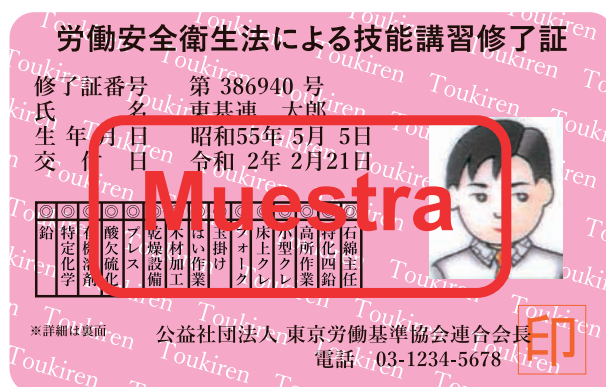 労働安全衛生法による技能講習修了証
修了証番号 第 386940 号
氏名 東基連 太郎
生年月日 昭和55年 5月 5日
交付日 令和 2年 2月21日
Muestra
◎ ◎ ◎ ◎ ◎ ◎ ◎ ◎ ◎ ◎ ◎ ◎ ◎ ◎ ◎
鉛
特定化学
有機溶剤
酸欠硫化
プレス
乾燥設備
木材加工
はい作業
玉掛け
フォーク
床上クレ
小型クレ
高所作業
特化四鉛
石綿主任
※詳細は裏面
公益社団法人 東京労働基準協会連合会長
印
電話 03-1234-5678
Toukiren